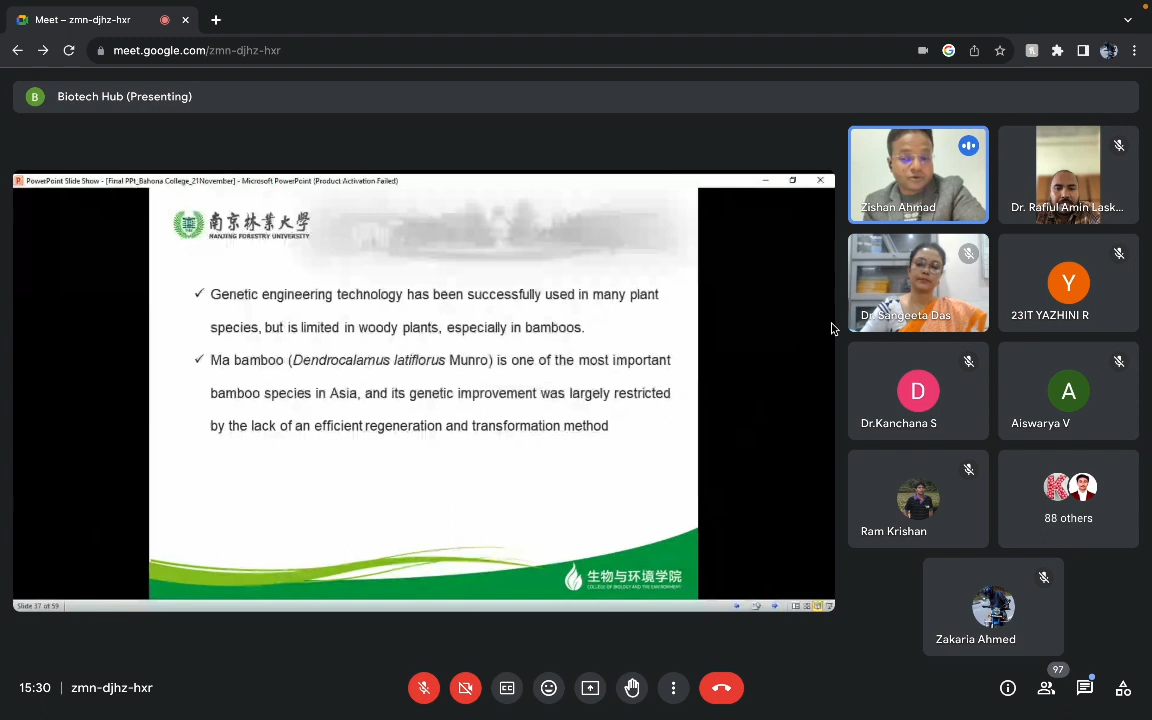 Meet – zmn-djhz-hxr
meet.google.com/zmn-djhz-hxr
B
Biotech Hub (Presenting)
PowerPoint Slide Show - [Final PPt_Bahona College_21November] - Microsoft PowerPoint (Product Activation Failed)
南京林業大學
NANJING FORESTRY UNIVERSITY
✓ Genetic engineering technology has been successfully used in many plant
species, but is limited in woody plants, especially in bamboos.
✓ Ma bamboo (Dendrocalamus latiflorus Munro) is one of the most important
bamboo species in Asia, and its genetic improvement was largely restricted
by the lack of an efficient regeneration and transformation method
生物与环境学院
COLLEGE OF BIOLOGY AND THE ENVIRONMENT
Slide 37 of 59
Zishan Ahmad
Dr. Rafiul Amin Lask...
Dr. Sangeeta Das
Y
23IT YAZHINI R
D
Dr.Kanchana S
A
Aiswarya V
Ram Krishan
K
88 others
Zakaria Ahmed
15:30 | zmn-djhz-hxr
97